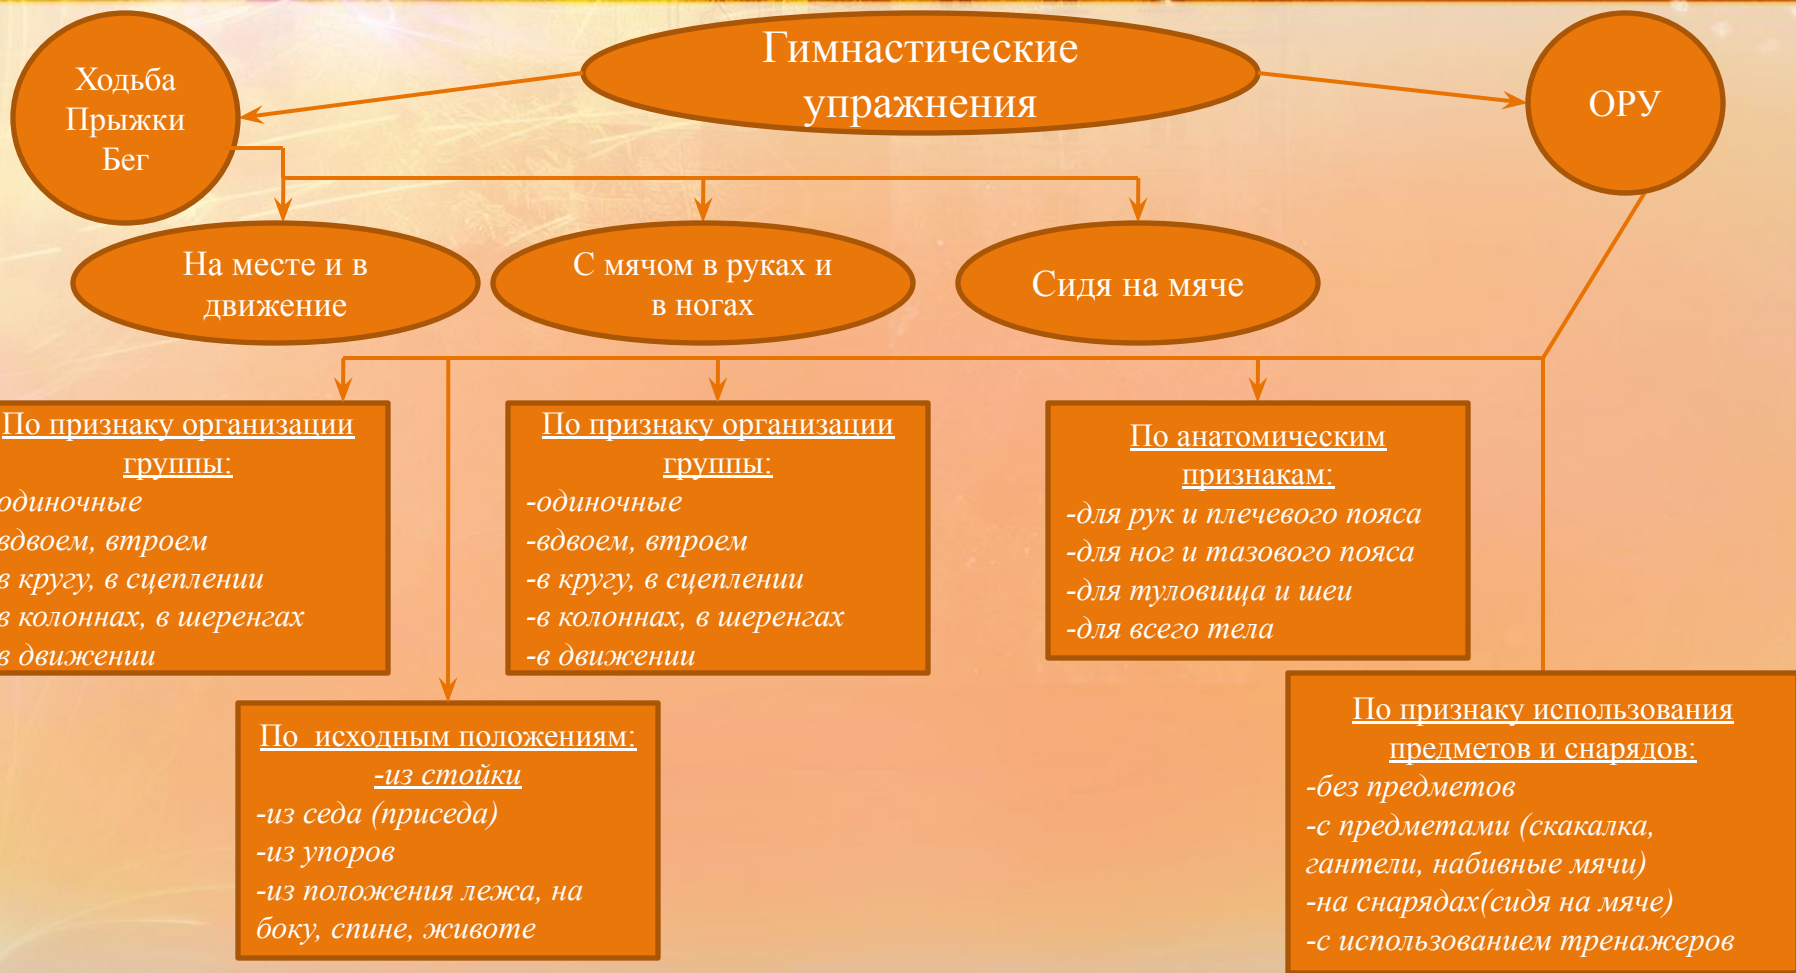 Гимнастические
упражнения
Ходьба
Прыжки
Бег
ОРУ
На месте и в
движение
С мячом в руках и
в ногах
Сидя на мяче
По признаку организации
группы:
одиночные
вдвоем, втроем
в кругу, в сцеплении
в колоннах, в шеренгах
в движении
По признаку организации
группы:
-одиночные
-вдвоем, втроем
-в кругу, в сцеплении
-в колоннах, в шеренгах
-в движении
По анатомическим
признакам:
-для рук и плечевого пояса
-для ног и тазового пояса
-для туловища и шеи
-для всего тела
По исходным положениям:
-из стойки
-из седа (приседа)
-из упоров
-из положения лежа, на
боку, спине, животе
По признаку использования
предметов и снарядов:
-без предметов
-с предметами (скакалка,
гантели, набивные мячи)
-на снарядах(сидя на мяче)
-с использованием тренажеров